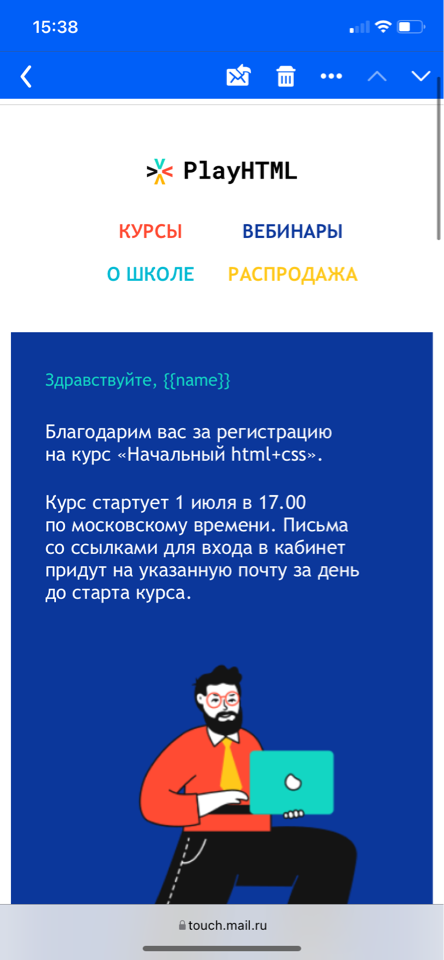 15:38
PlayHTML
КУРСЫ ВЕБИНАРЫ
О ШКОЛЕ РАСПРОДАЖА
Здравствуйте, {{name}}
Благодарим вас за регистрацию
на курс «Начальный html+css».
Курс стартует 1 июля в 17.00
по московскому времени. Письма
со ссылками для входа в кабинет
придут на указанную почту за день
до старта курса.
touch.mail.ru